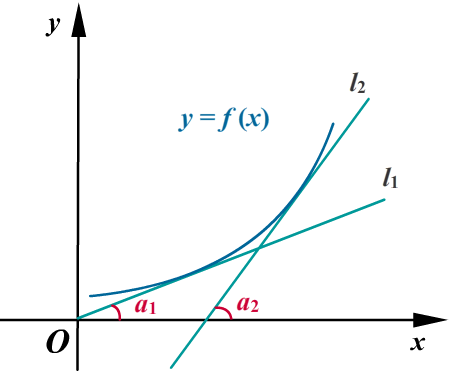 y
l₂
y = f (x)
l₁
a₁
a₂
O
x